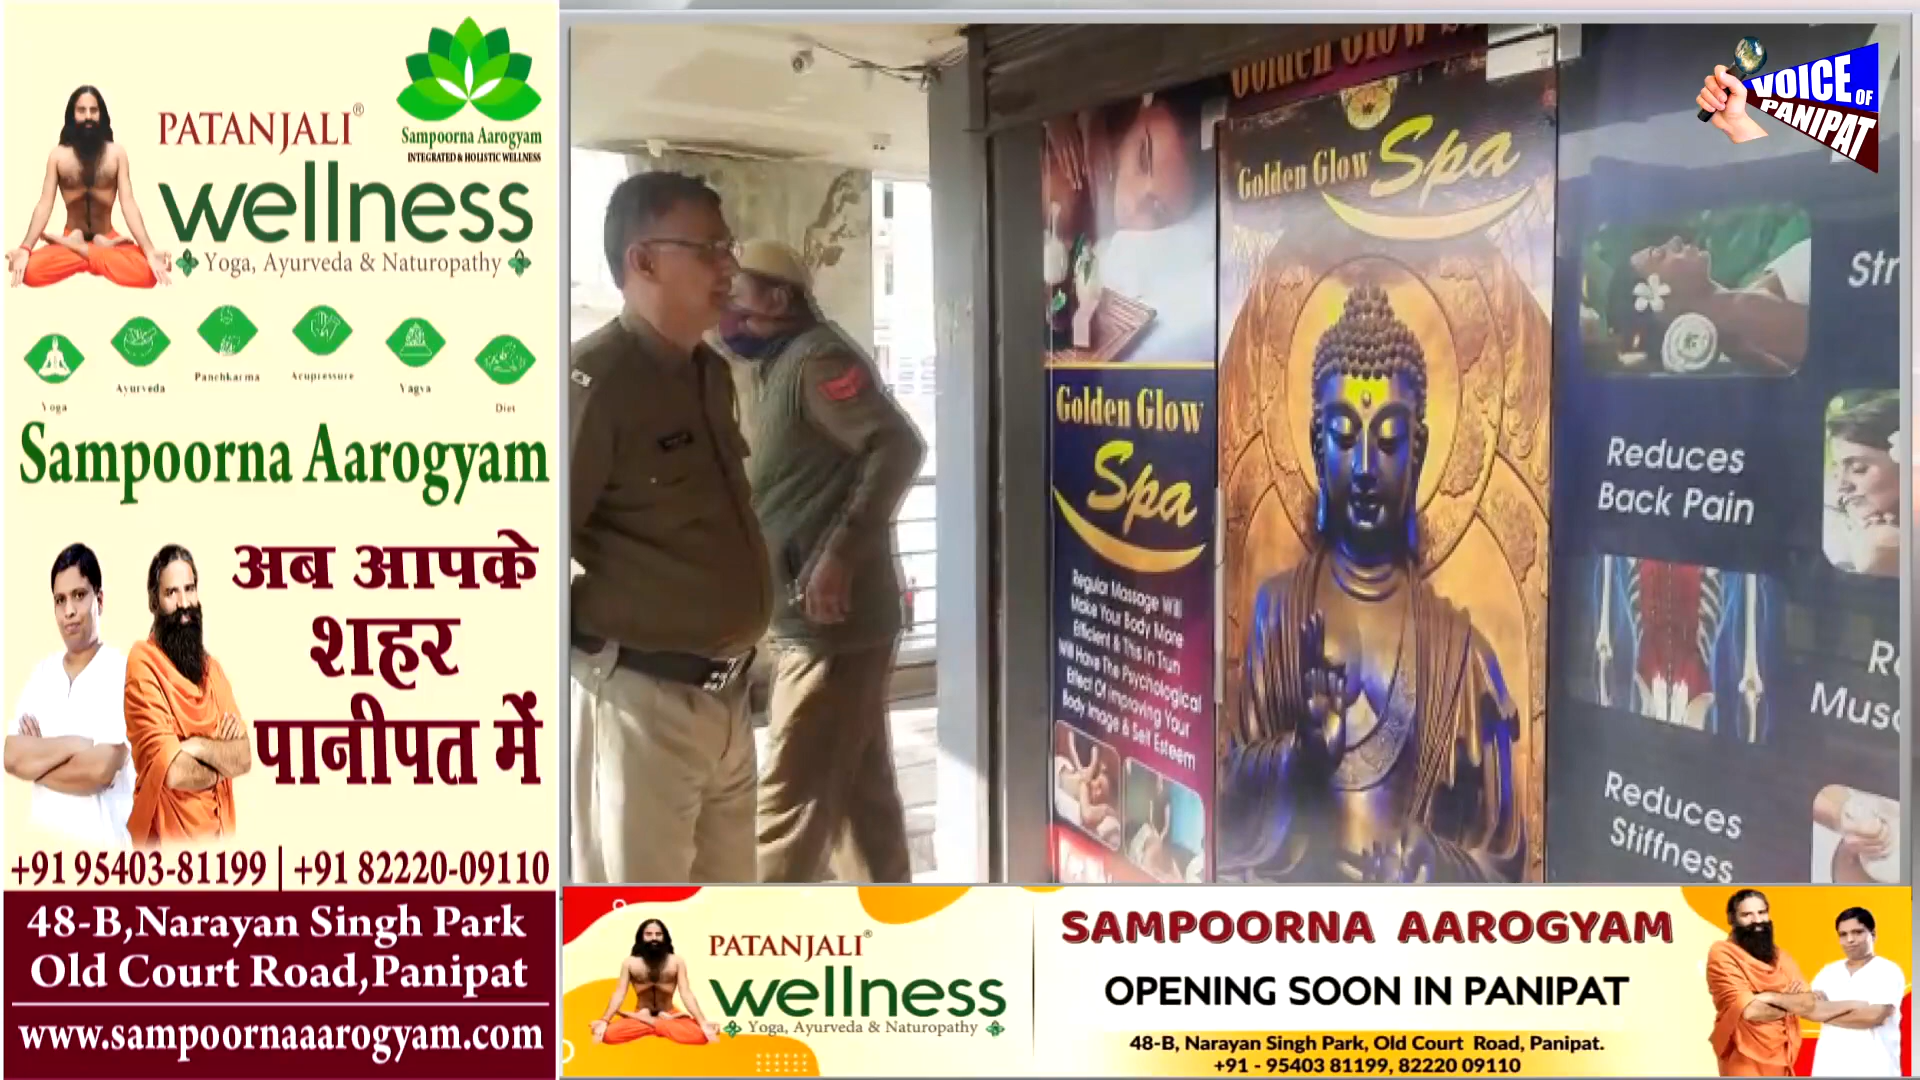 PATANJALI®
wellness
Yoga, Ayurveda & Naturopathy
Sampoorna Aarogyam
INTEGRATED & HOLISTIC WELLNESS
Yoga
Ayurveda
Panchkarma
Acupressure
Yagya
Diet
Sampoorna Aarogyam
अब आपके
शहर
पानीपत में
+91 95403-81199 | +91 82220-09110
48-B,Narayan Singh Park
Old Court Road,Panipat
www.sampoornaaarogyam.com
VOICE OF
PANIPAT
Golden Glow
Golden Glow Spa
Golden Glow
Spa
Regular Massage Will
Make Your Body More
Efficient & This In Trun
Will Have The Psychological
Effect Of Improving Your
Body Image & Self Esteem
Str
Reduces
Back Pain
Musc
Reduces
Stiffness
PATANJALI®
wellness
Yoga, Ayurveda & Naturopathy
SAMPOORNA AAROGYAM
OPENING SOON IN PANIPAT
48-B, Narayan Singh Park, Old Court Road, Panipat.
+91 - 95403 81199, 82220 09110